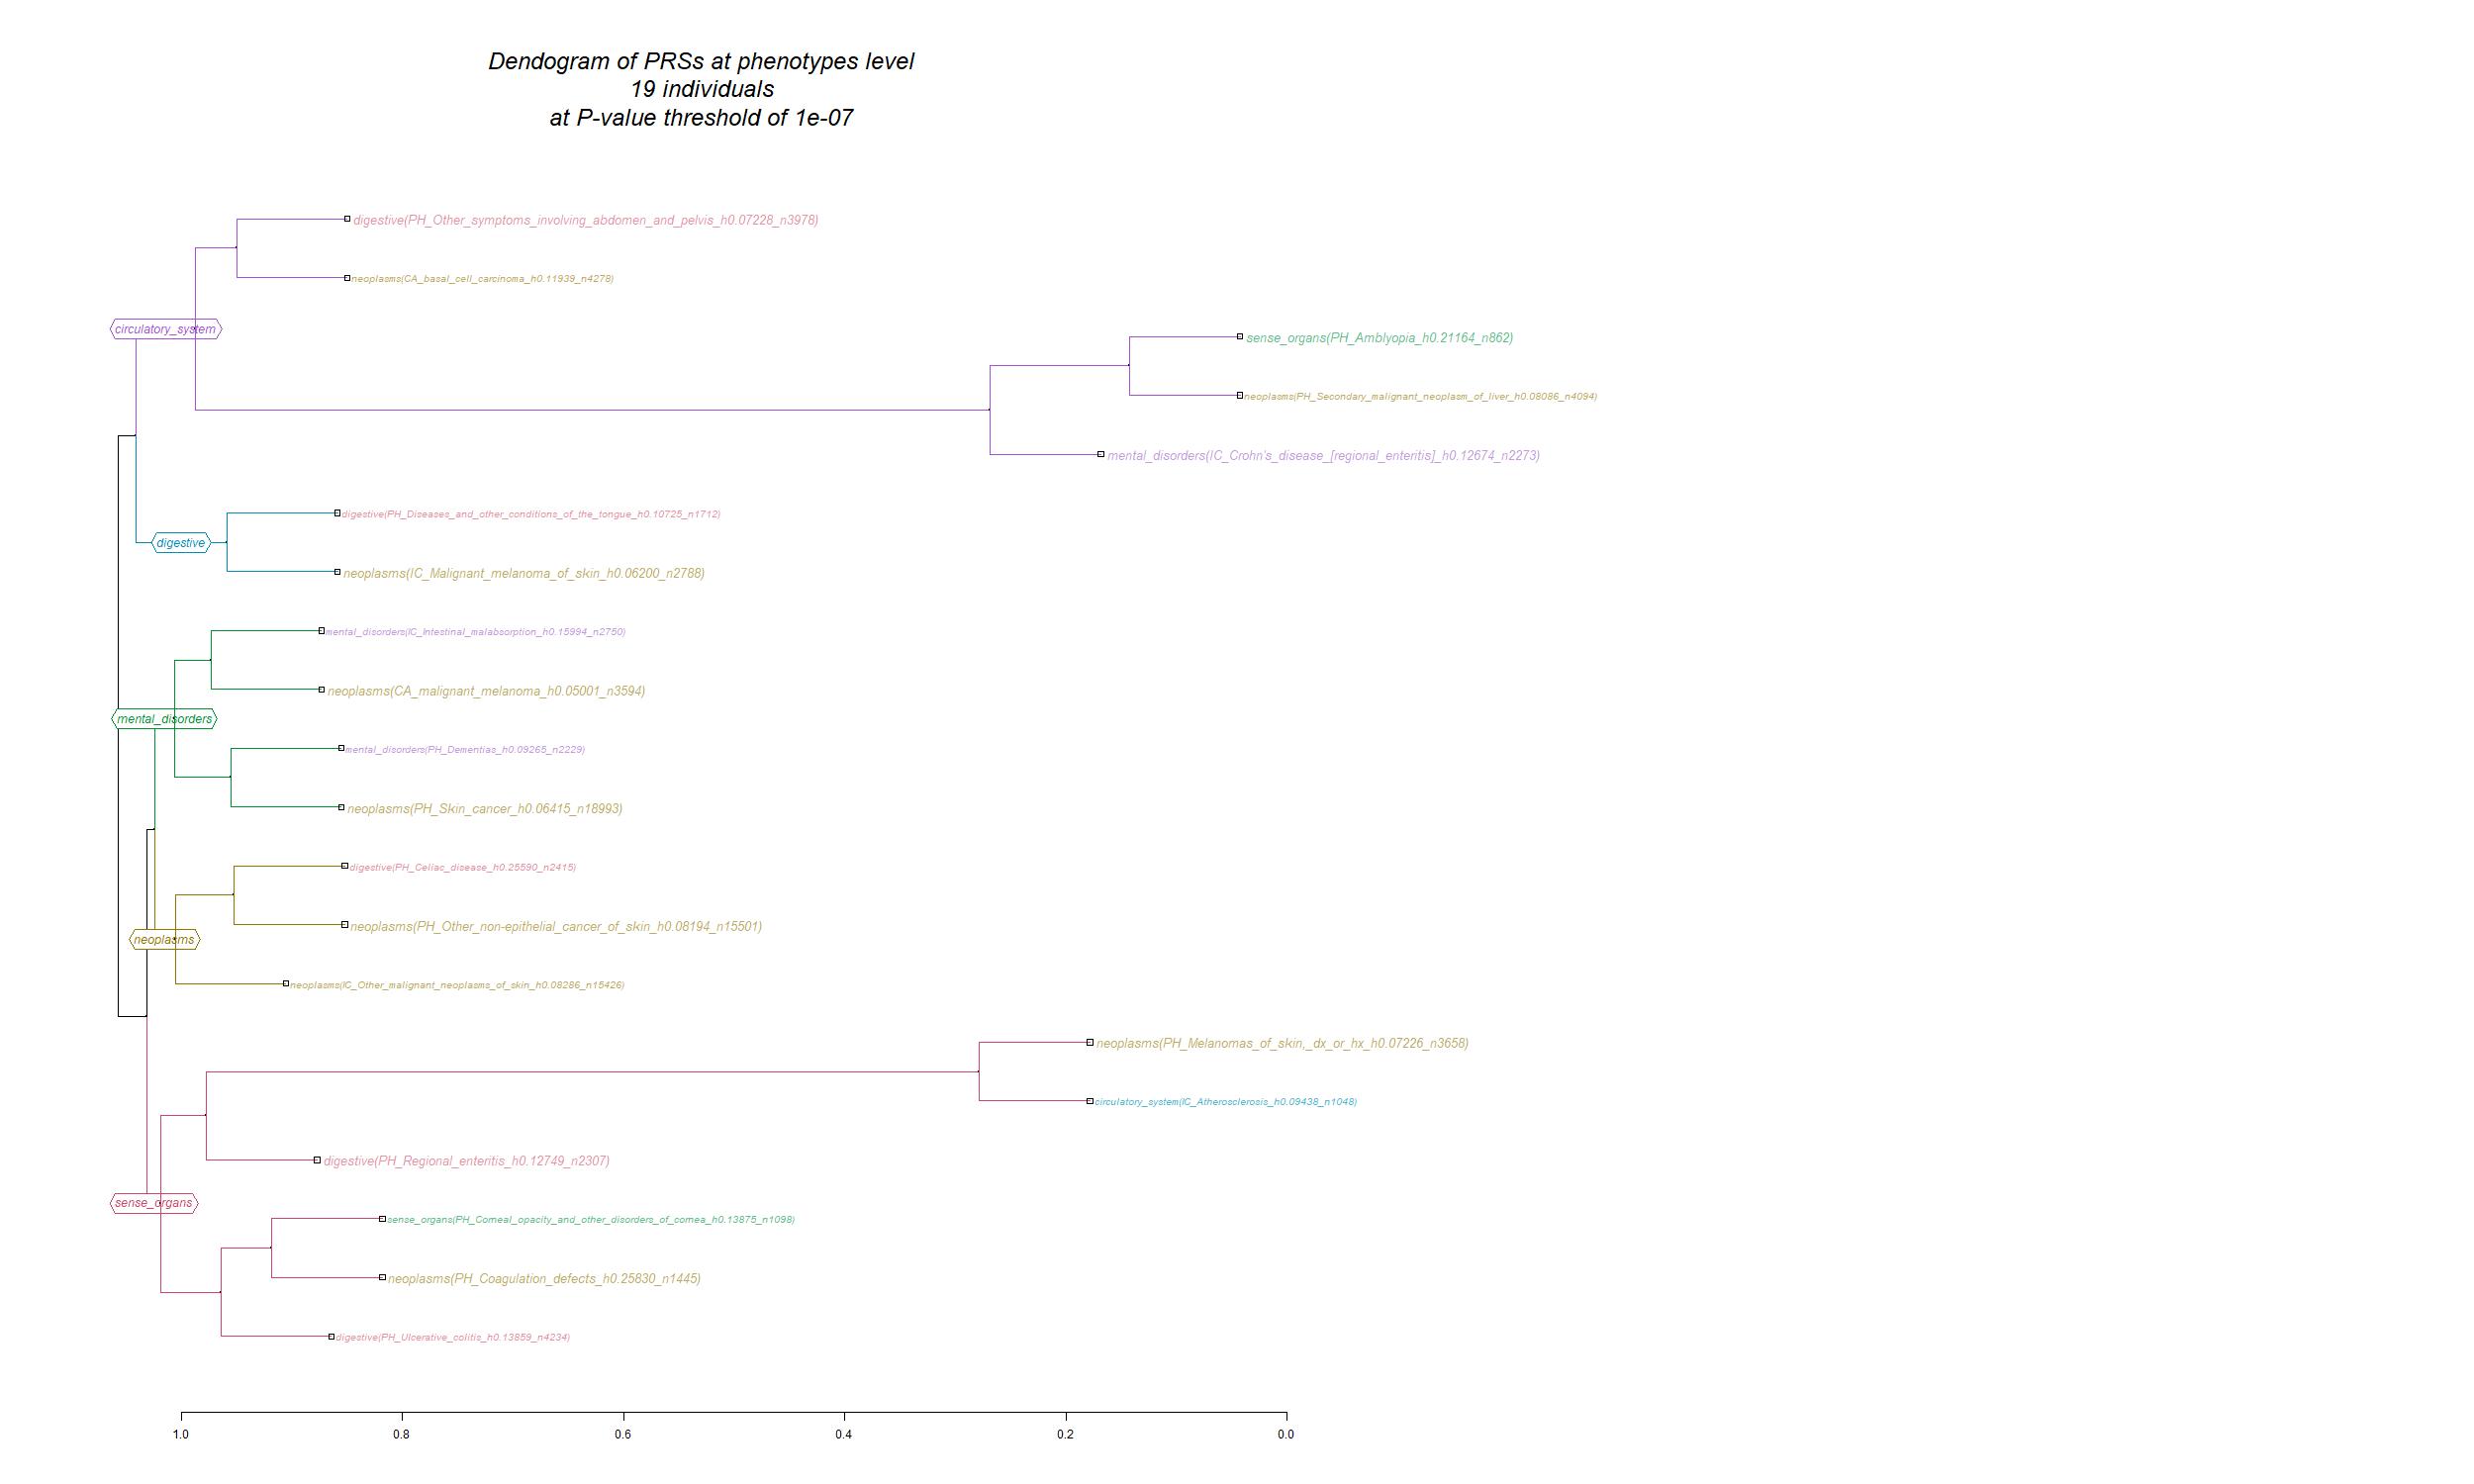 Dendogram of PRSs at phenotypes level
19 individuals
at P-value threshold of 1e-07
digestive(PH_Other_symptoms_involving_abdomen_and_pelvis_h0.07228_n3978)
neoplasms(CA_basal_cell_carcinoma_h0.11939_n4278)
circulatory_system
sense_organs(PH_Amblyopia_h0.21164_n862)
neoplasms(PH_Secondary_malignant_neoplasm_of_liver_h0.08086_n4094)
mental_disorders(IC_Crohn's_disease_[regional_enteritis]_h0.12674_n2273)
digestive(PH_Diseases_and_other_conditions_of_the_tongue_h0.10725_n1712)
digestive
neoplasms(IC_Malignant_melanoma_of_skin_h0.06200_n2788)
mental_disorders(IC_Intestinal_malabsorption_h0.15994_n2750)
neoplasms(CA_malignant_melanoma_h0.05001_n3594)
mental_disorders
mental_disorders(PH_Dementias_h0.09265_n2229)
neoplasms(PH_Skin_cancer_h0.06415_n18993)
digestive(PH_Celiac_disease_h0.25590_n2415)
neoplasms(PH_Other_non-epithelial_cancer_of_skin_h0.08194_n15501)
neoplasms
neoplasms(IC_Other_malignant_neoplasms_of_skin_h0.08286_n15426)
neoplasms(PH_Melanomas_of_skin,_dx_or_hx_h0.07226_n3658)
circulatory_system(IC_Atherosclerosis_h0.09438_n1048)
digestive(PH_Regional_enteritis_h0.12749_n2307)
sense_organs
sense_organs(PH_Corneal_opacity_and_other_disorders_of_cornea_h0.13875_n1098)
neoplasms(PH_Coagulation_defects_h0.25830_n1445)
digestive(PH_Ulcerative_colitis_h0.13859_n4234)
1.0 0.8 0.6 0.4 0.2 0.0